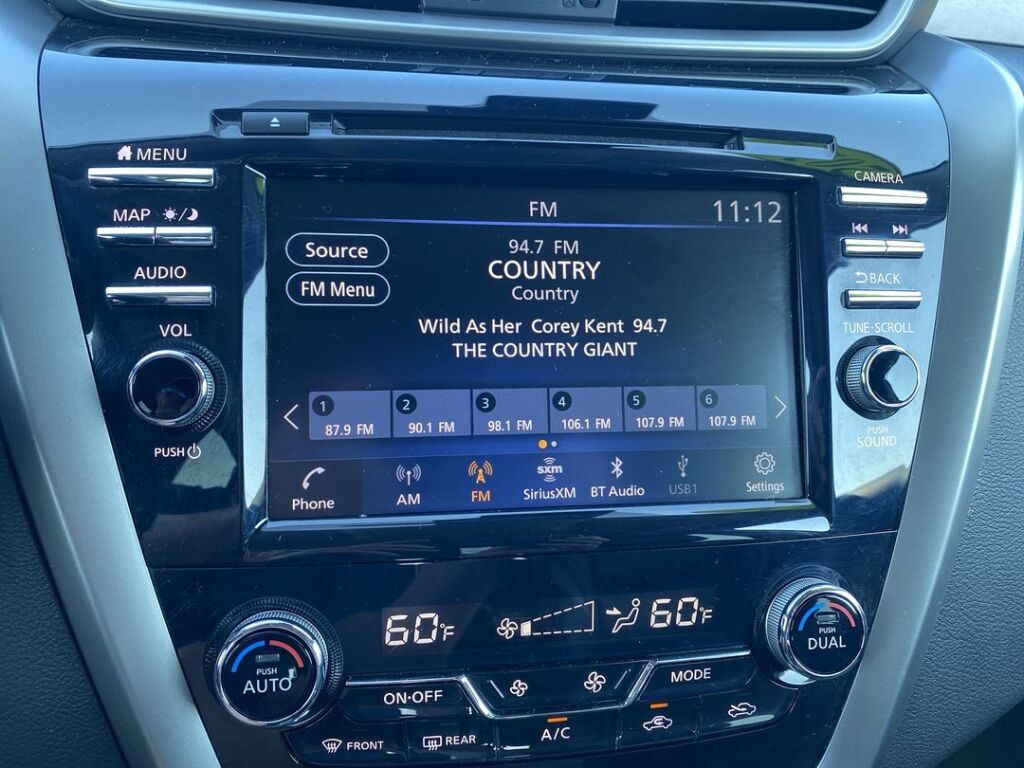 MENU
MAP
AUDIO
VOL
PUSH
CAMERA
BACK
TUNE-SCROLL
PUSH
SOUND
FM
11:12
Source
FM Menu
94.7 FM
COUNTRY
Country
Wild As Her Corey Kent 94.7
THE COUNTRY GIANT
1 87.9 FM
2 90.1 FM
3 98.1 FM
4 106.1 FM
5 107.9 FM
6 107.9 FM
Phone
AM
FM
sxm
SiriusXM
BT Audio
USB1
Settings
60°F
60°F
PUSH
AUTO
PUSH
DUAL
ON·OFF
MODE
FRONT
REAR
A/C